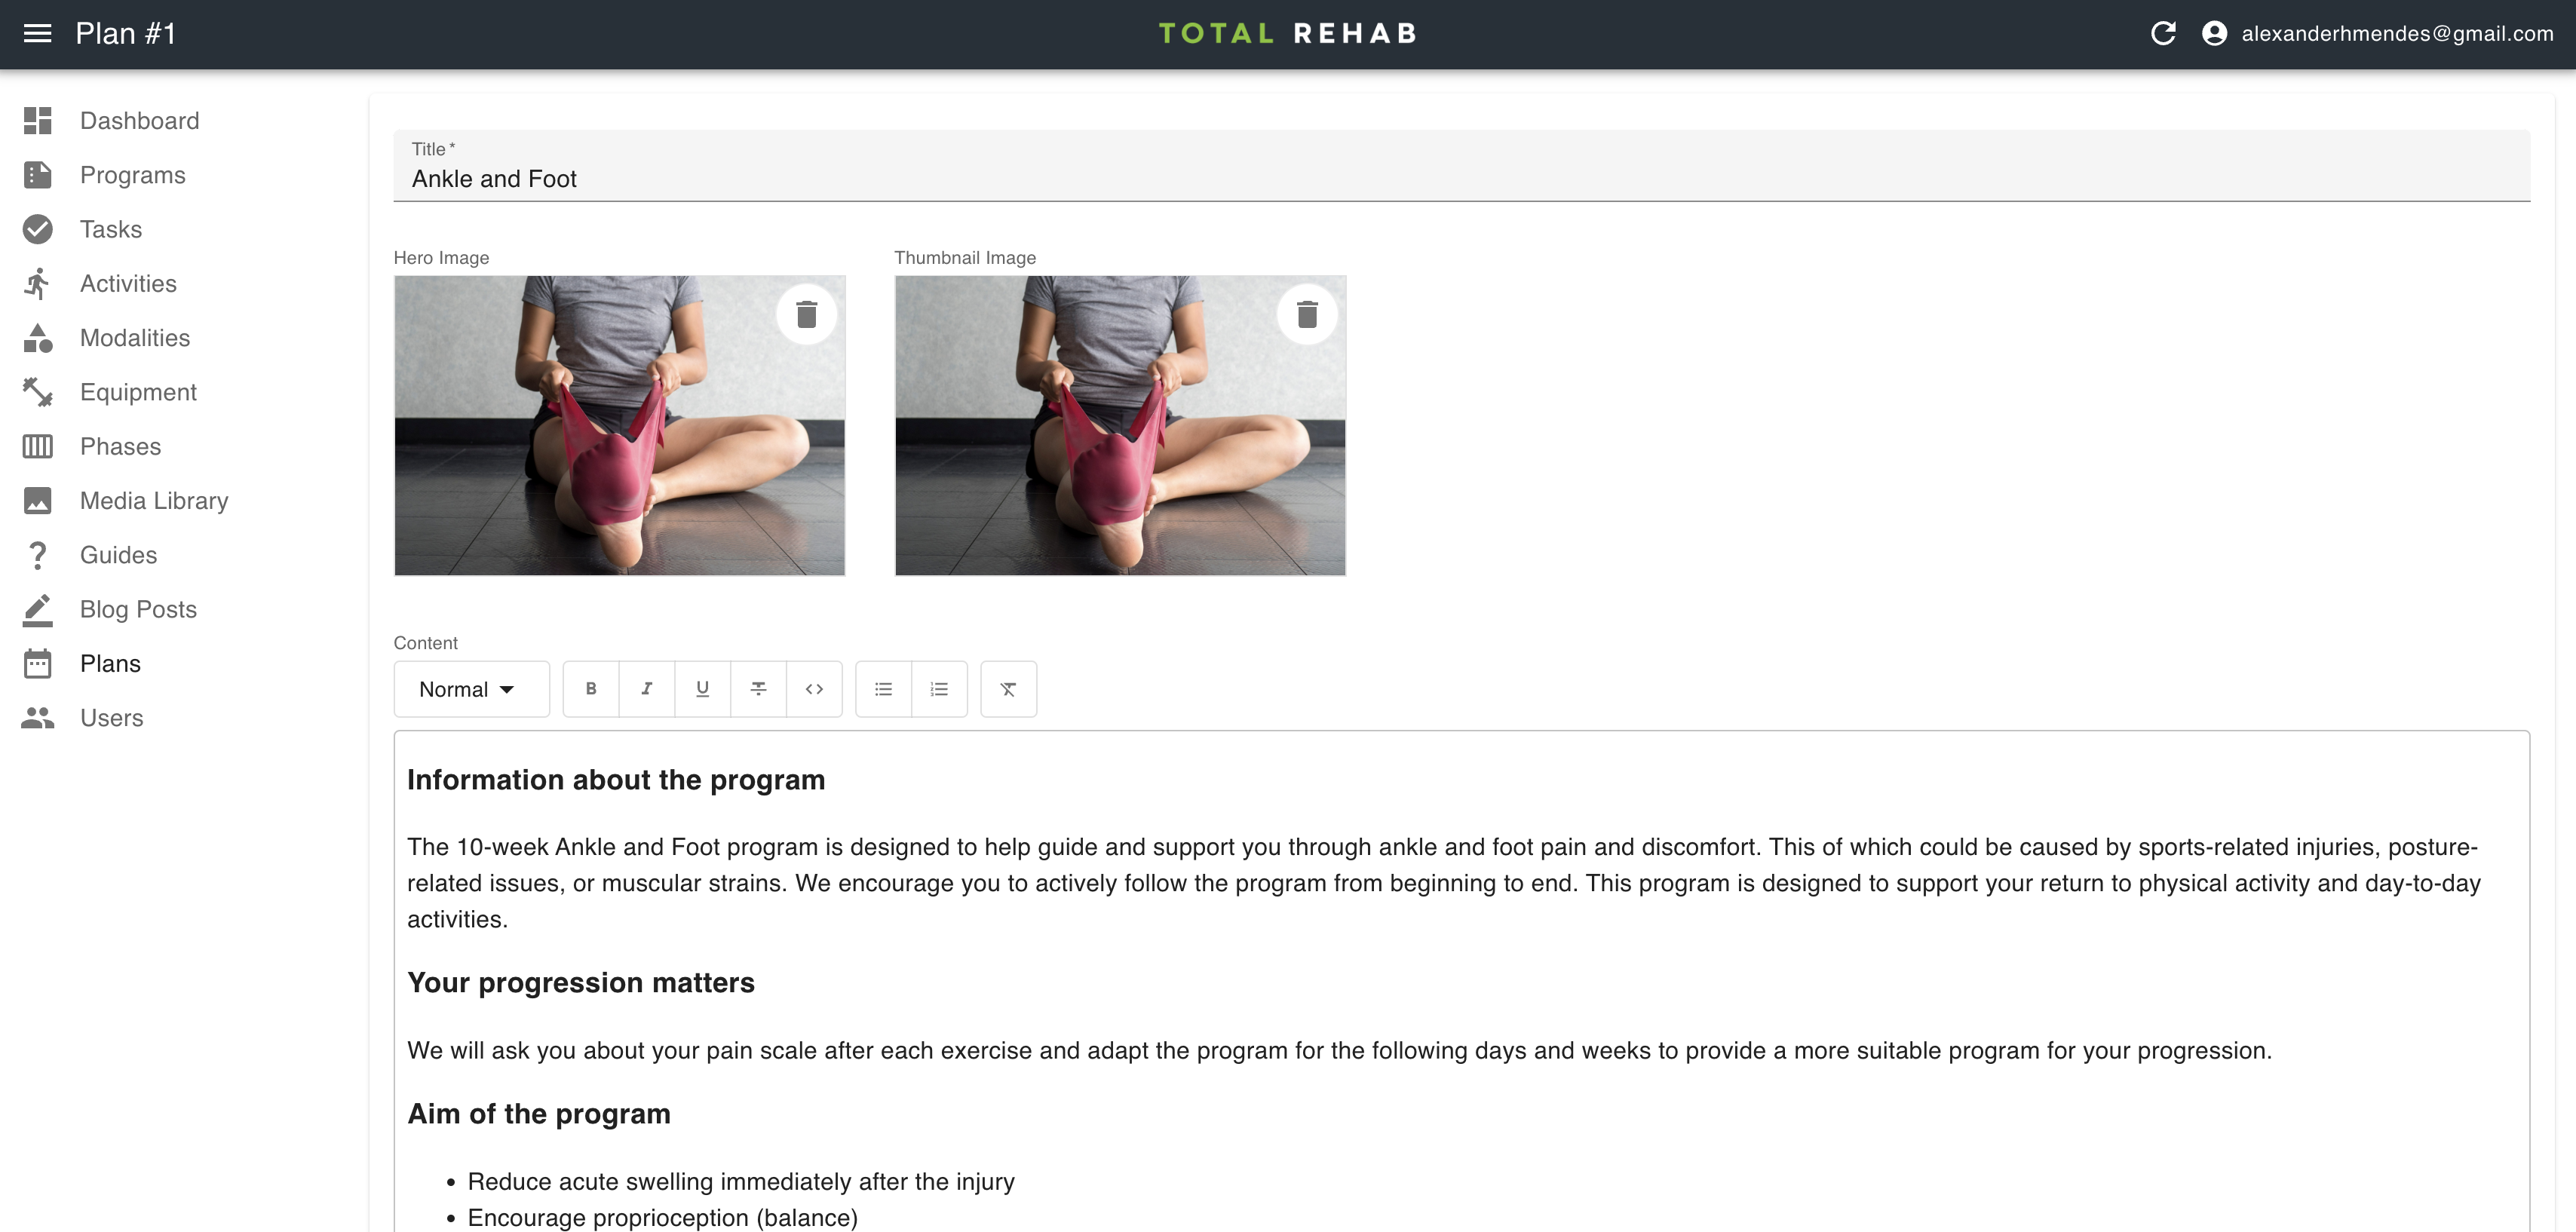 Plan #1
TOTAL REHAB
alexanderhmendes@gmail.com
Dashboard
Programs
Tasks
Activities
Modalities
Equipment
Phases
Media Library
Guides
Blog Posts
Plans
Users
Title *
Ankle and Foot
Hero Image
Thumbnail Image
Content
Normal
Information about the program
The 10-week Ankle and Foot program is designed to help guide and support you through ankle and foot pain and discomfort. This of which could be caused by sports-related injuries, posture-
related issues, or muscular strains. We encourage you to actively follow the program from beginning to end. This program is designed to support your return to physical activity and day-to-day
activities.
Your progression matters
We will ask you about your pain scale after each exercise and adapt the program for the following days and weeks to provide a more suitable program for your progression.
Aim of the program
• Reduce acute swelling immediately after the injury
• Encourage proprioception (balance)